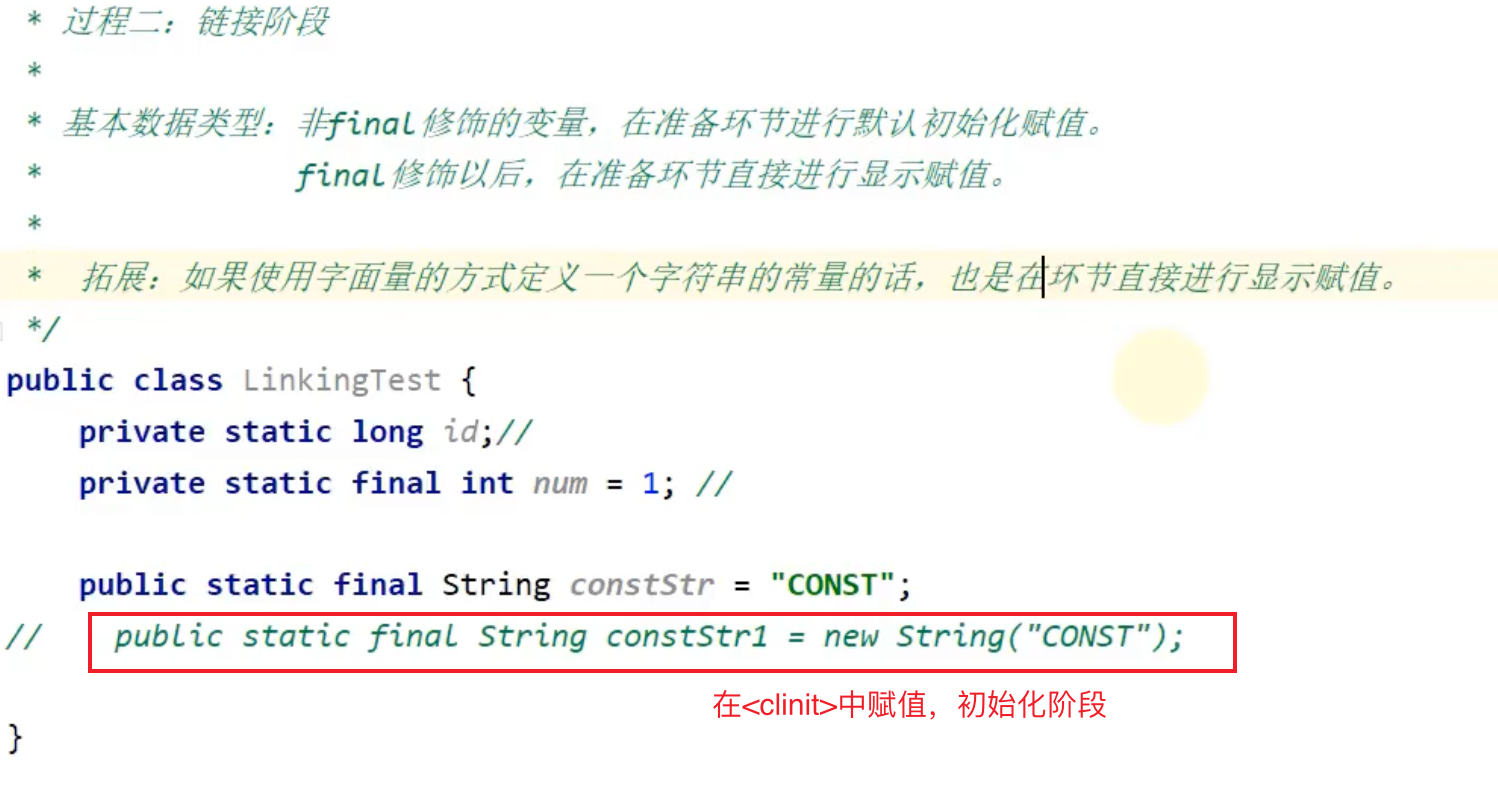 * 过程二：链接阶段
*
* 基本数据类型：非final修饰的变量，在准备环节进行默认初始化赋值。
* final修饰以后，在准备环节直接进行显示赋值。
*
* 拓展：如果使用字面量的方式定义一个字符串的常量的话，也是在环节直接进行显示赋值。
*/
public class LinkingTest {
private static long id;//
private static final int num = 1; //
public static final String constStr = "CONST";
// public static final String constStr1 = new String("CONST");
在<clinit>中赋值，初始化阶段
}